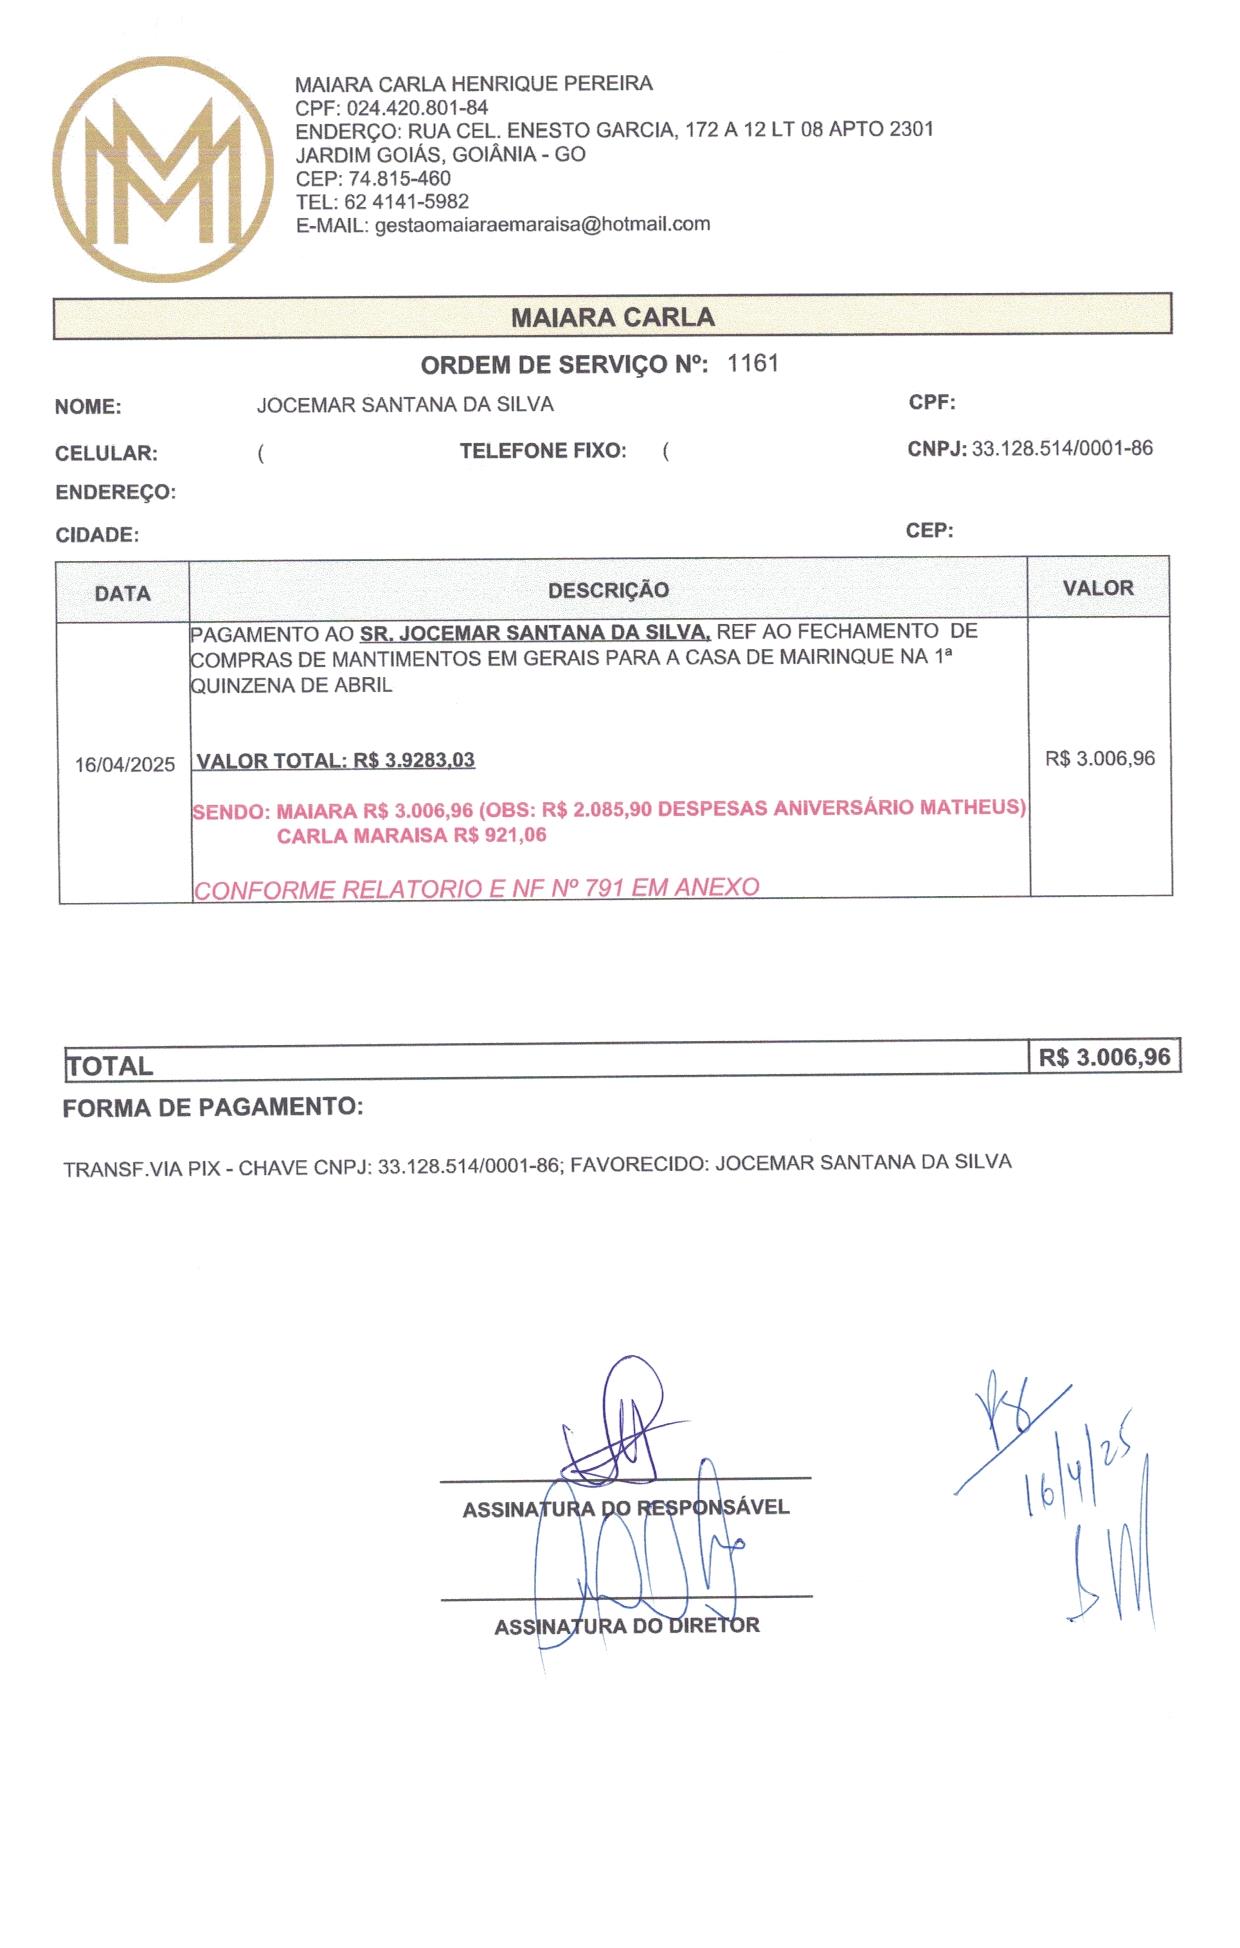 MAIARA CARLA HENRIQUE PEREIRA
CPF: 024.420.801-84
ENDERÇO: RUA CEL. ENESTO GARCIA, 172 A 12 LT 08 APTO 2301
JARDIM GOIÁS, GOIÂNIA - GO
CEP: 74.815-460
TEL: 62 4141-5982
E-MAIL: gestaomaiaraemaraisa@hotmail.com
MAIARA CARLA
ORDEM DE SERVIÇO Nº: 1161
NOME: JOCEMAR SANTANA DA SILVA CPF:
CELULAR: ( TELEFONE FIXO: ( CNPJ: 33.128.514/0001-86
ENDEREÇO:
CIDADE: CEP:
DATA DESCRIÇÃO VALOR
PAGAMENTO AO SR. JOCEMAR SANTANA DA SILVA, REF AO FECHAMENTO DE
COMPRAS DE MANTIMENTOS EM GERAIS PARA A CASA DE MAIRINQUE NA 1ª
QUINZENA DE ABRIL
16/04/2025 VALOR TOTAL: R$ 3.9283,03 R$ 3.006,96
SENDO: MAIARA R$ 3.006,96 (OBS: R$ 2.085,90 DESPESAS ANIVERSÁRIO MATHEUS)
CARLA MARAISA R$ 921,06
CONFORME RELATORIO E NF Nº 791 EM ANEXO
TOTAL R$ 3.006,96
FORMA DE PAGAMENTO:
TRANSF.VIA PIX - CHAVE CNPJ: 33.128.514/0001-86; FAVORECIDO: JOCEMAR SANTANA DA SILVA
16/4/25
ASSINATURA DO RESPONSÁVEL
ASSINATURA DO DIRETOR